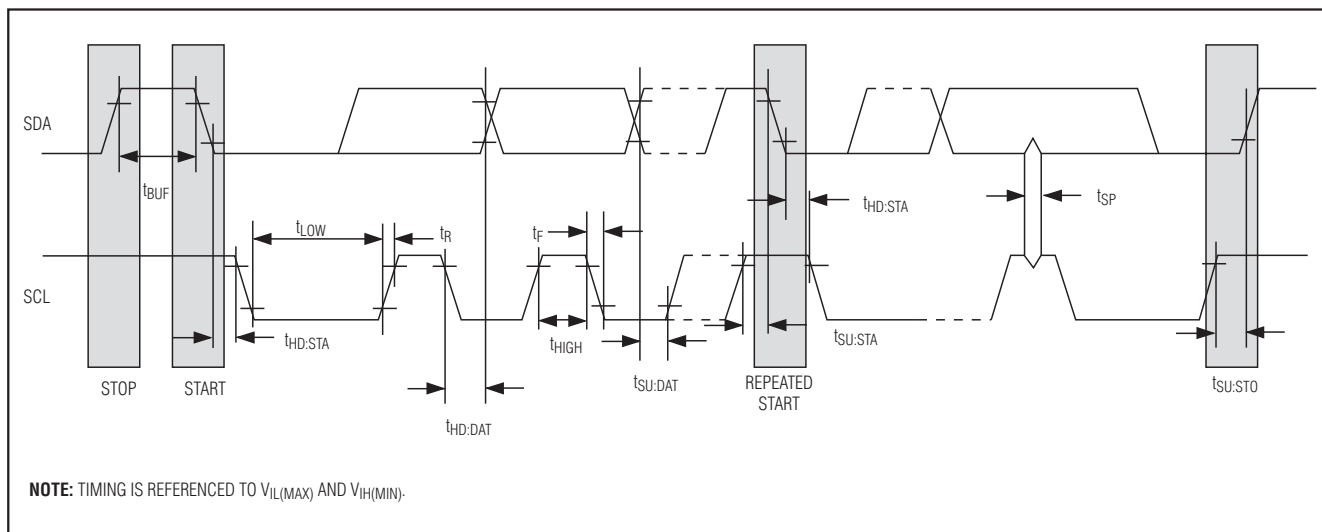 SDA
tBUF
tHD:STA
tSP
tLOW
tR
tF
SCL
tHD:STA
tHIGH
tSU:STA
tSU:DAT
tSU:STO
STOP
START
REPEATED
START
tHD:DAT
NOTE: TIMING IS REFERENCED TO VIL(MAX) AND VIH(MIN).